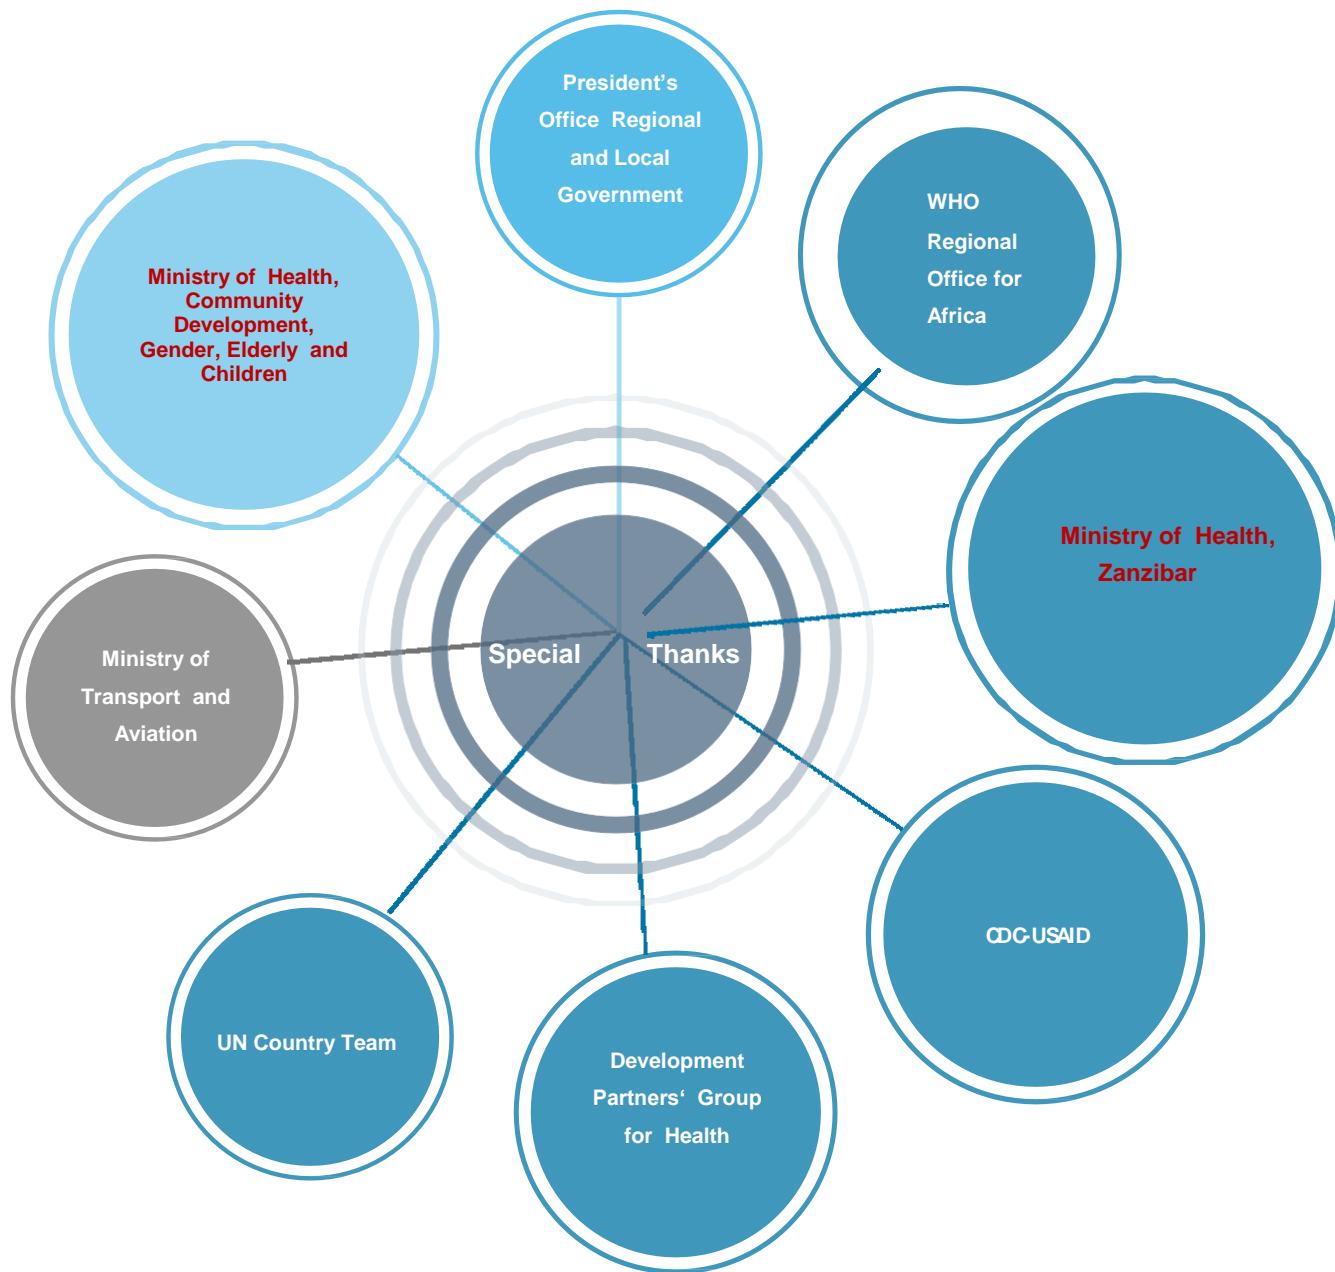 President’s
Office Regional
and Local
Government
WHO
Regional
Office for
Africa
Ministry of Health,
Community
Development,
Gender, Elderly and
Children
Ministry of Health,
Zanzibar
Special Thanks
Ministry of
Transport and
Aviation
CDC-USAID
UN Country Team
Development
Partners‘ Group
for Health